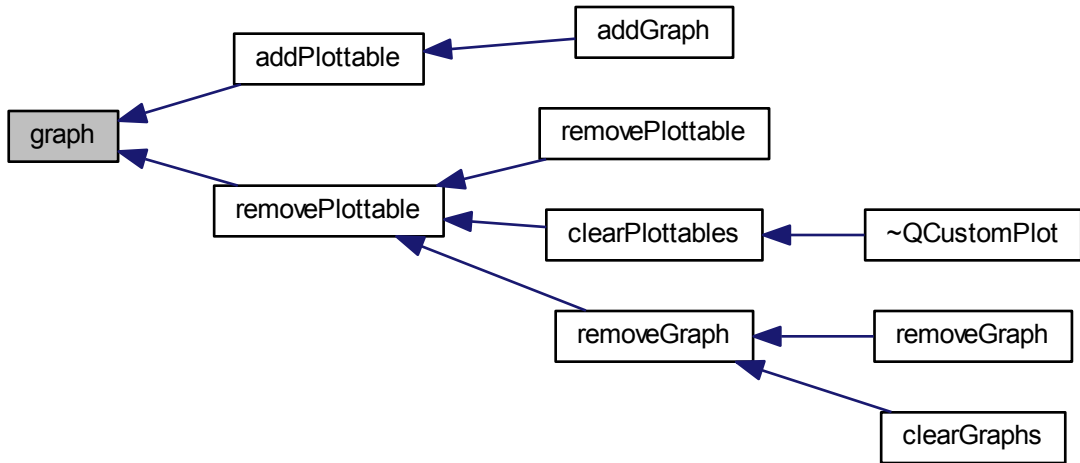 addGraph
addPlottable
graph
removePlottable
removePlottable
clearPlottables
~QCustomPlot
removeGraph
removeGraph
clearGraphs